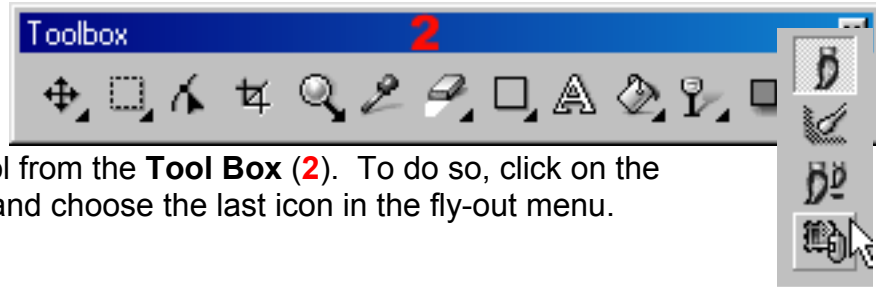 Toolbox 2
ol from the Tool Box (2). To do so, click on the
and choose the last icon in the fly-out menu.